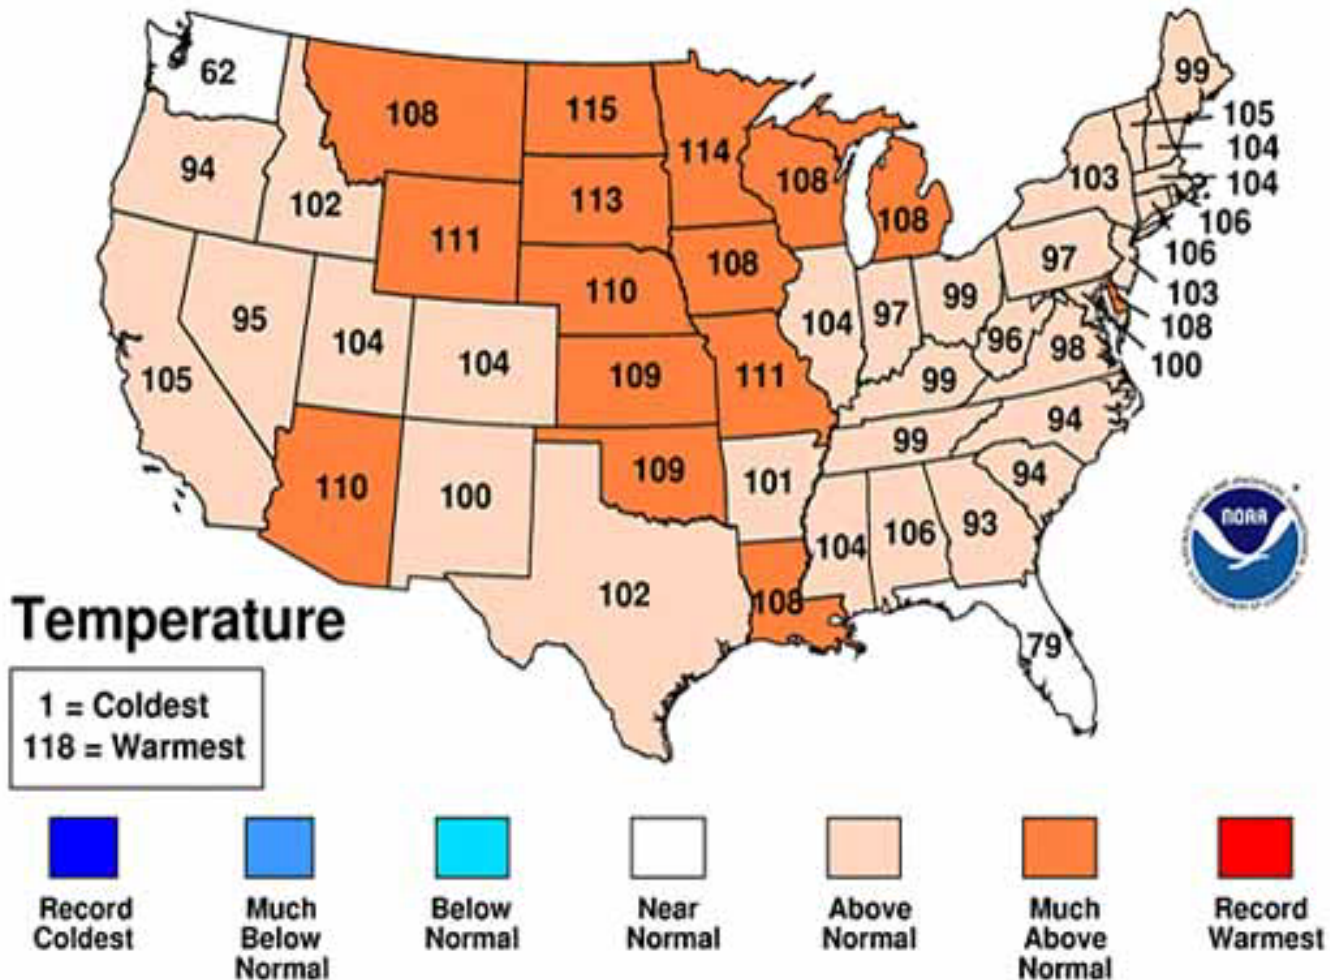 62
99
108
115
105
114
104
94
108
103
104
102
113
108
106
111
97
106
108
110
99
103
95
104
97
108
104
104
96
98
100
105
109
111
99
94
99
110
100
109
101
94
104
106
93
102
108
79
NOAA
Temperature
1 = Coldest
118 = Warmest
Record
Coldest
Much
Below
Normal
Below
Normal
Near
Normal
Above
Normal
Much
Above
Normal
Record
Warmest